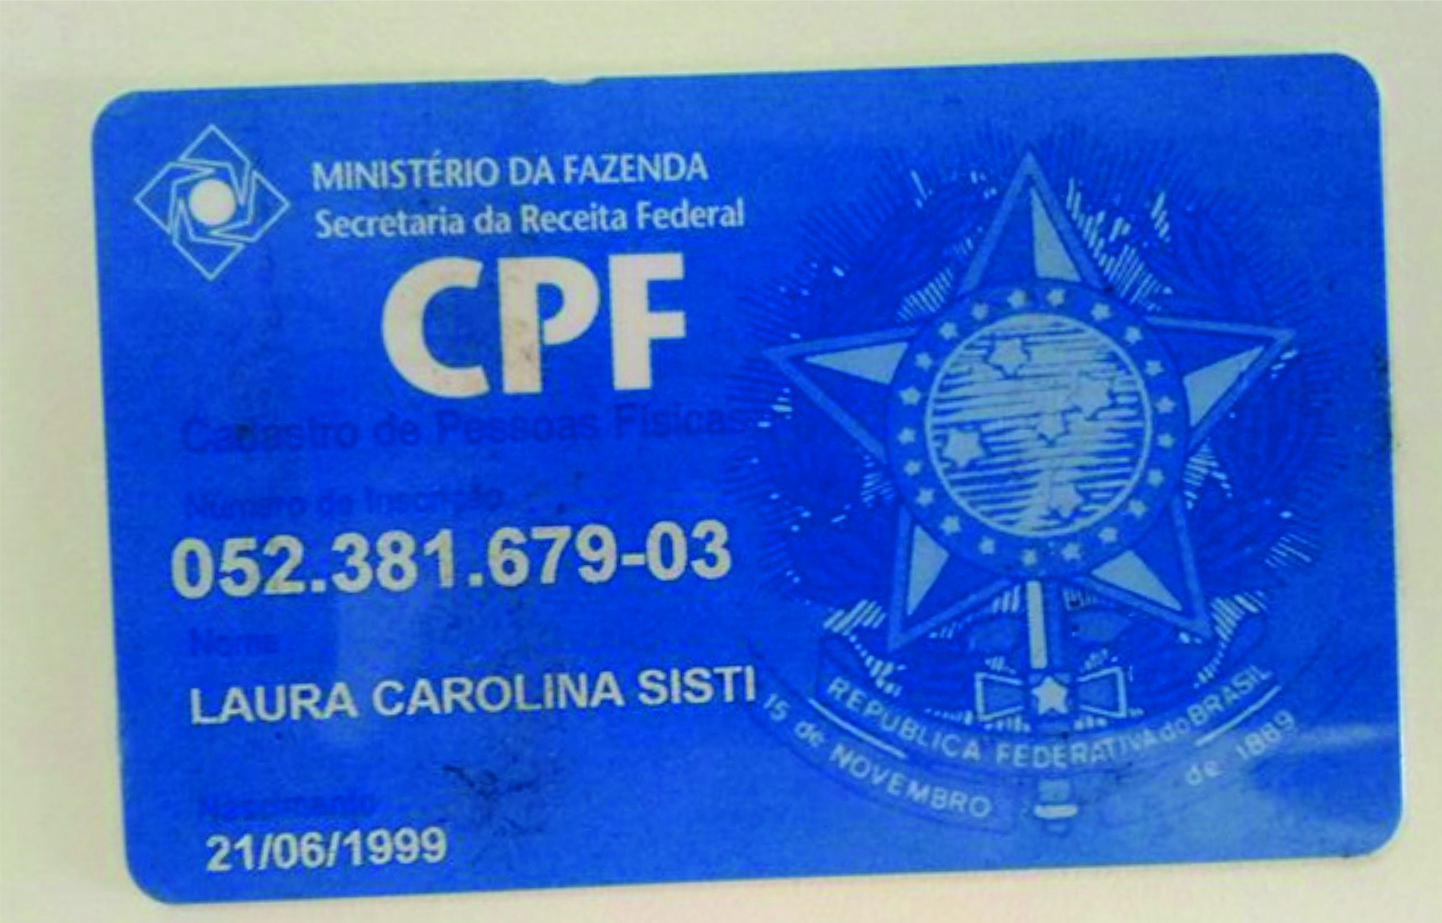 MINISTÉRIO DA FAZENDA
Secretaria da Receita Federal
CPF
Cadastro de Pessoas Físicas
Número de Inscrição
052.381.679-03
Nome
LAURA CAROLINA SISTI
Nascimento
21/06/1999
REPUBLICA FEDERATIVA do BRASIL
15 de NOVEMBRO de 1889